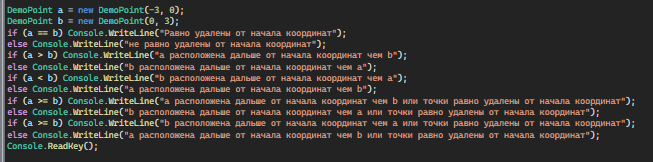 DemoPoint a = new DemoPoint(-3, 0);
DemoPoint b = new DemoPoint(0, 3);
if (a == b) Console.WriteLine("Равно удалены от начала координат");
else Console.WriteLine("не равно удалены от начала координат");
if (a > b) Console.WriteLine("a расположена дальше от начала координат чем b");
else Console.WriteLine("b расположена дальше от начала координат чем a");
if (a < b) Console.WriteLine("b расположена дальше от начала координат чем a");
else Console.WriteLine("a расположена дальше от начала координат чем b");
if (a >= b) Console.WriteLine("a расположена дальше от начала координат чем b или точки равно удалены от начала координат");
else Console.WriteLine("b расположена дальше от начала координат чем a или точки равно удалены от начала координат");
if (a >= b) Console.WriteLine("b расположена дальше от начала координат чем a или точки равно удалены от начала координат");
else Console.WriteLine("a расположена дальше от начала координат чем b или точки равно удалены от начала координат");
Console.ReadKey();